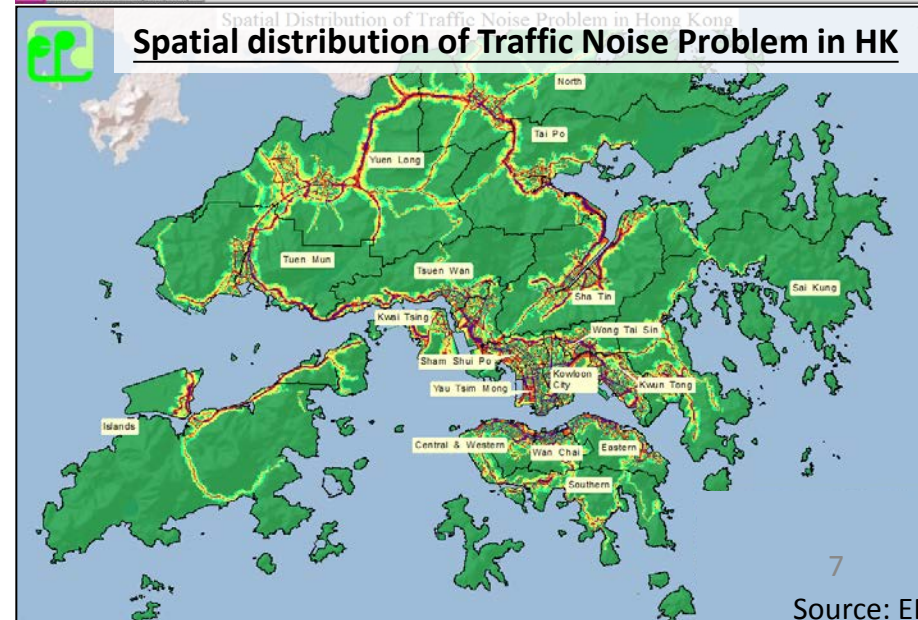 Spatial Distribution of Traffic Noise Problem in Hong Kong
Spatial distribution of Traffic Noise Problem in HK
North
Tai Po
Yuen Long
Tuen Mun
Tsuen Wan
Sai Kung
Sha Tin
Kwai Tsing
Wong Tai Sin
Sham Shui Po
Kowloon
City
Yau Tsim Mong
Kwun Tong
Islands
Central & Western
Eastern
Wan Chai
Southern
7
Source: